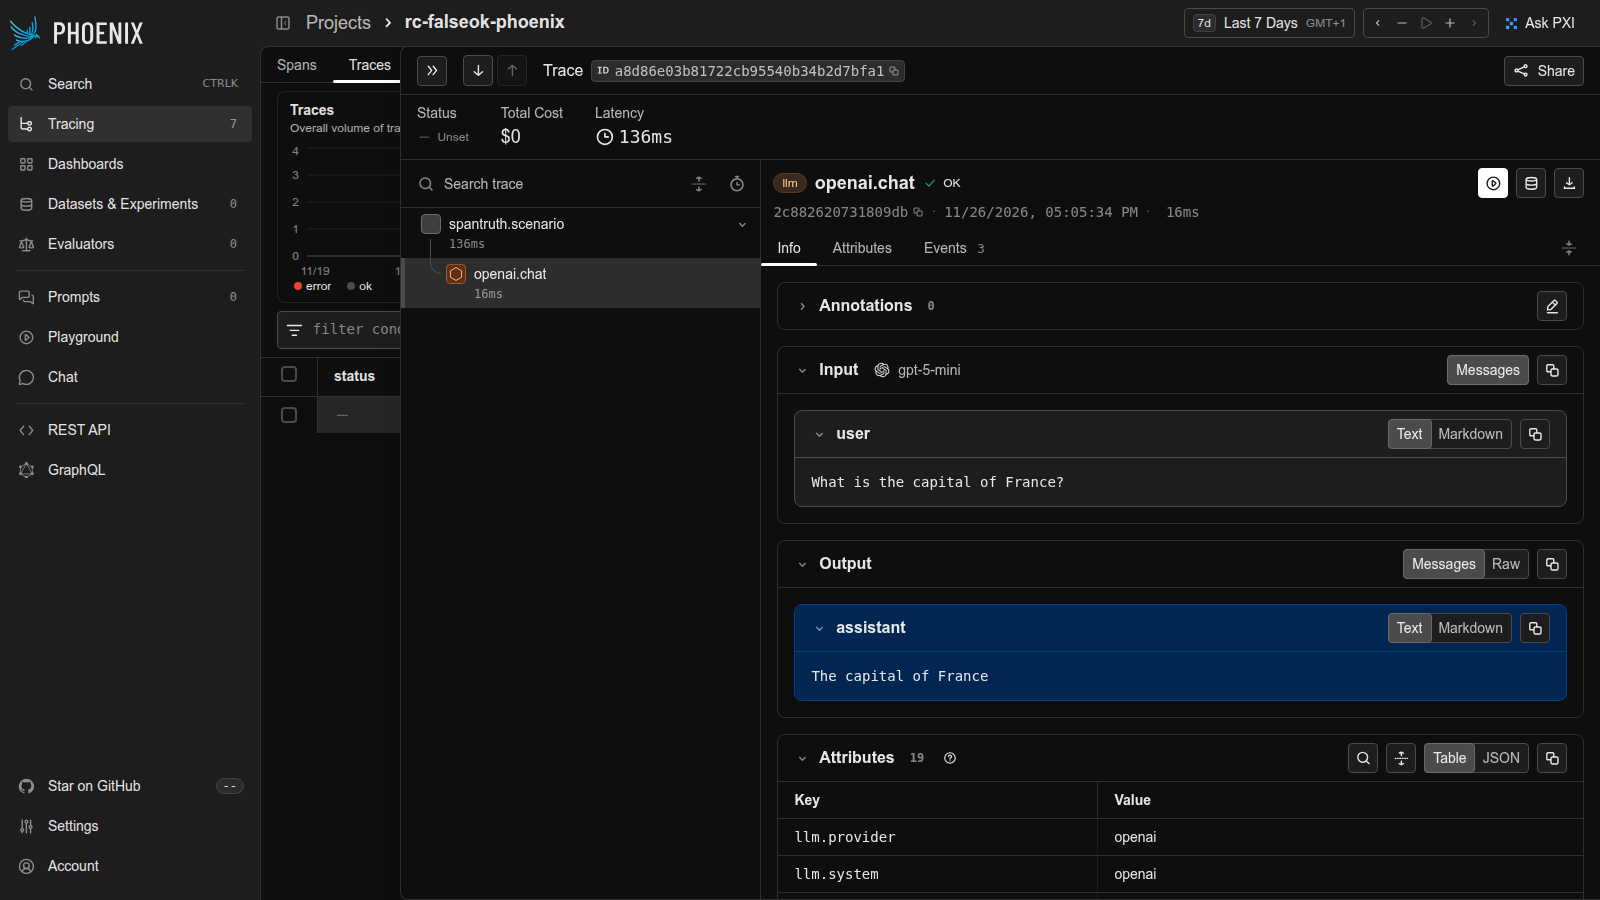 PHOENIX
Projects
rc-falseok-phoenix
7d Last 7 Days GMT+1
Ask PXI
Search CTRLK
Tracing 7
Dashboards
Datasets & Experiments 0
Evaluators 0
Prompts 0
Playground
Chat
REST API
GraphQL
Star on GitHub --
Settings
Account
Spans
Traces
Traces
Overall volume of tra
4
3
2
1
0
11/19
1
error ok
filter cond
status
Trace ID a8d86e03b81722cb95540b34b2d7bfa1
Share
Status Total Cost Latency
Unset $0 136ms
Search trace
spantruth.scenario
136ms
openai.chat
16ms
llm openai.chat OK
2c882620731809db · 11/26/2026, 05:05:34 PM · 16ms
Info Attributes Events 3
Annotations 0
Input gpt-5-mini Messages
user Text Markdown
What is the capital of France?
Output Messages Raw
assistant Text Markdown
The capital of France
Attributes 19 Table JSON
Key Value
llm.provider openai
llm.system openai